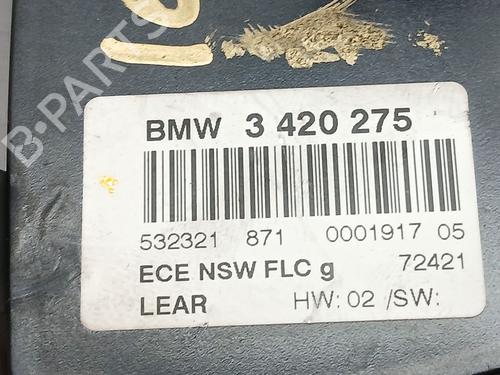 B-PARTS
BMW 3 420 275
532321 871 0001917 05
ECE NSW FLC g 72421
LEAR HW: 02 /SW: